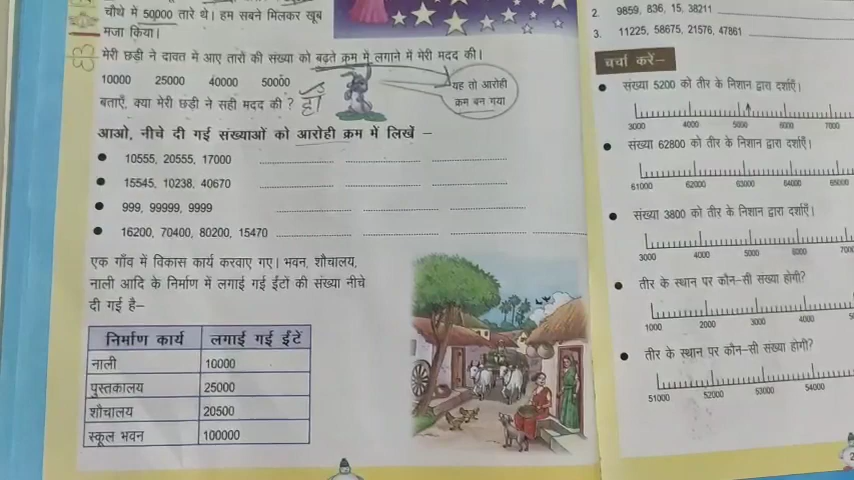 चौथे में 50000 तारे थे। हम सबने मिलकर खूब
मजा किया।
मेरी छड़ी ने दावत में आए तारों की संख्या को बढ़ते क्रम में लगाने में मेरी मदद की।
10000 25000 40000 50000
यह तो आरोही
क्रम बन गया
बताएँ, क्या मेरी छड़ी ने सही मदद की ? हाँ
आओ, नीचे दी गई संख्याओं को आरोही क्रम में लिखें –
10555, 20555, 17000
15545, 10238, 40670
999, 99999, 9999
16200, 70400, 80200, 15470
एक गाँव में विकास कार्य करवाए गए। भवन, शौचालय,
नाली आदि के निर्माण में लगाई गई ईंटों की संख्या नीचे
दी गई है–
निर्माण कार्य लगाई गई ईंटें
नाली 10000
पुस्तकालय 25000
शौचालय 20500
स्कूल भवन 100000
2. 9859, 836, 15, 38211
3. 11225, 58675, 21576, 47861
चर्चा करें–
संख्या 5200 को तीर के निशान द्वारा दर्शाएँ।
3000 4000 5000 6000 7000
संख्या 62800 को तीर के निशान द्वारा दर्शाएँ।
61000 62000 63000 64000 65000
संख्या 3800 को तीर के निशान द्वारा दर्शाएँ।
3000 4000 5000 6000 7000
तीर के स्थान पर कौन-सी संख्या होगी?
1000 2000 3000 4000
तीर के स्थान पर कौन-सी संख्या होगी?
51000 52000 53000 54000